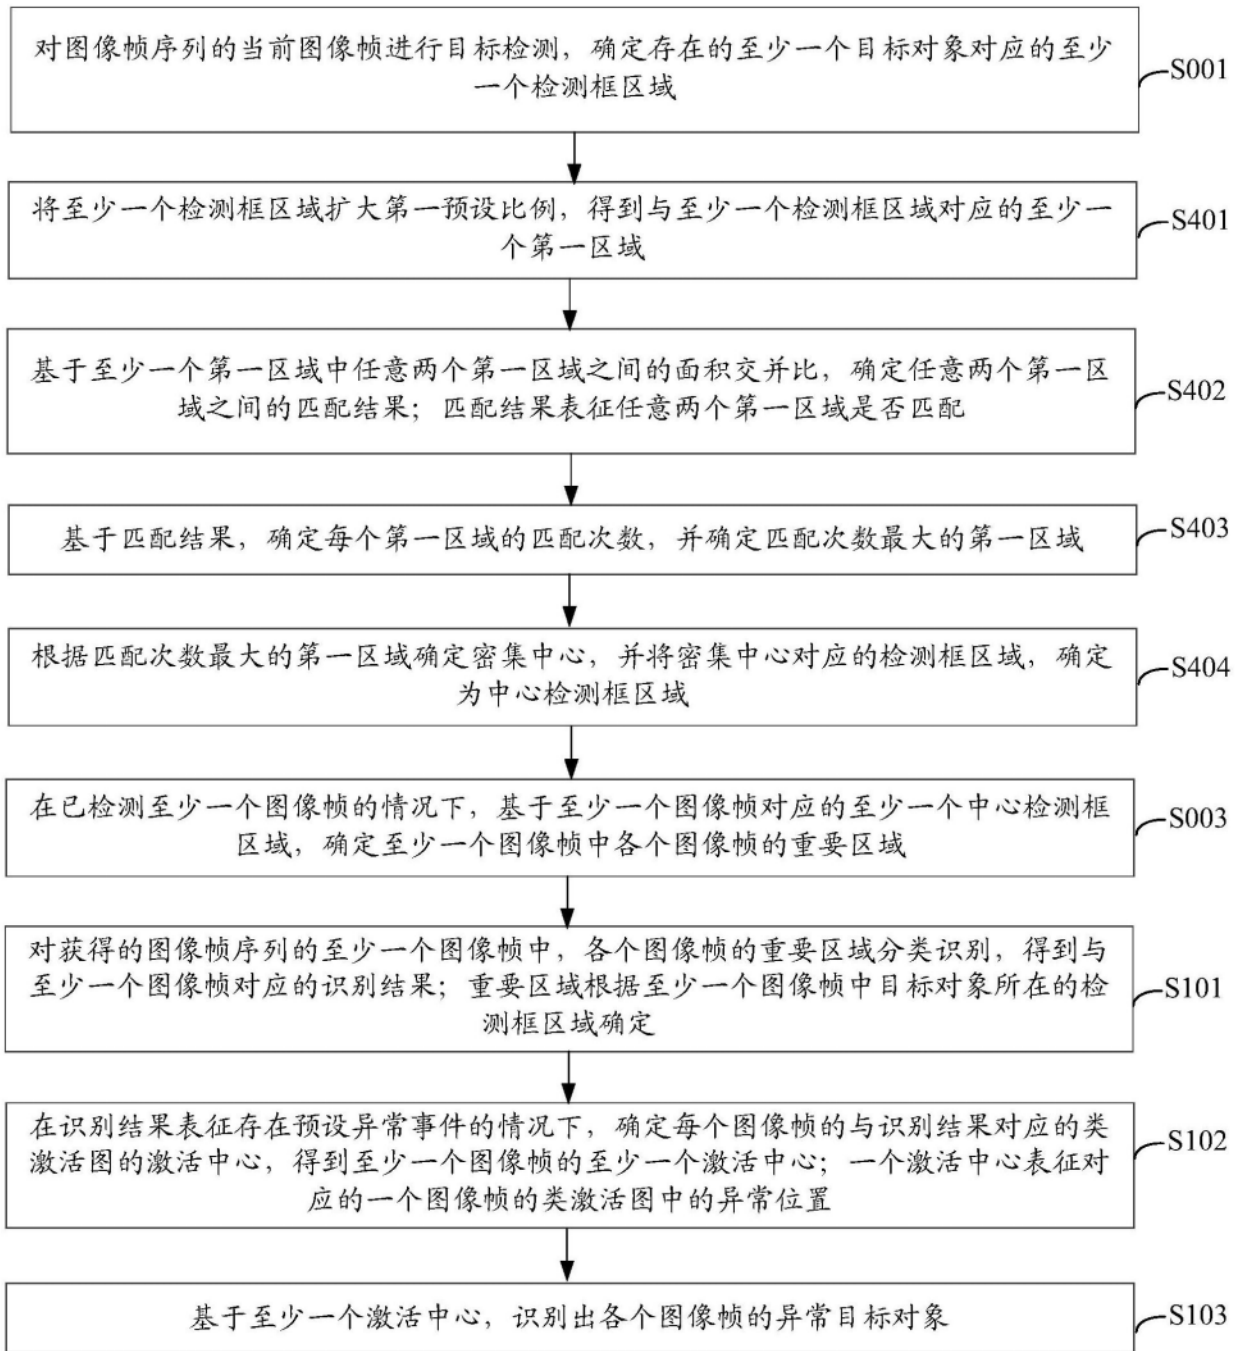 对图像帧序列的当前图像帧进行目标检测，确定存在的至少一个目标对象对应的至少
一个检测框区域
S001
将至少一个检测框区域扩大第一预设比例，得到与至少一个检测框区域对应的至少一
个第一区域
S401
基于至少一个第一区域中任意两个第一区域之间的面积交并比，确定任意两个第一区
域之间的匹配结果；匹配结果表征任意两个第一区域是否匹配
S402
基于匹配结果，确定每个第一区域的匹配次数，并确定匹配次数最大的第一区域
S403
根据匹配次数最大的第一区域确定密集中心，并将密集中心对应的检测框区域，确定
为中心检测框区域
S404
在已检测至少一个图像帧的情况下，基于至少一个图像帧对应的至少一个中心检测框
区域，确定至少一个图像帧中各个图像帧的重要区域
S003
对获得的图像帧序列的至少一个图像帧中，各个图像帧的重要区域分类识别，得到与
至少一个图像帧对应的识别结果；重要区域根据至少一个图像帧中目标对象所在的检
测框区域确定
S101
在识别结果表征存在预设异常事件的情况下，确定每个图像帧的与识别结果对应的类
激活图的激活中心，得到至少一个图像帧的至少一个激活中心；一个激活中心表征对
应的一个图像帧的类激活图中的异常位置
S102
基于至少一个激活中心，识别出各个图像帧的异常目标对象
S103